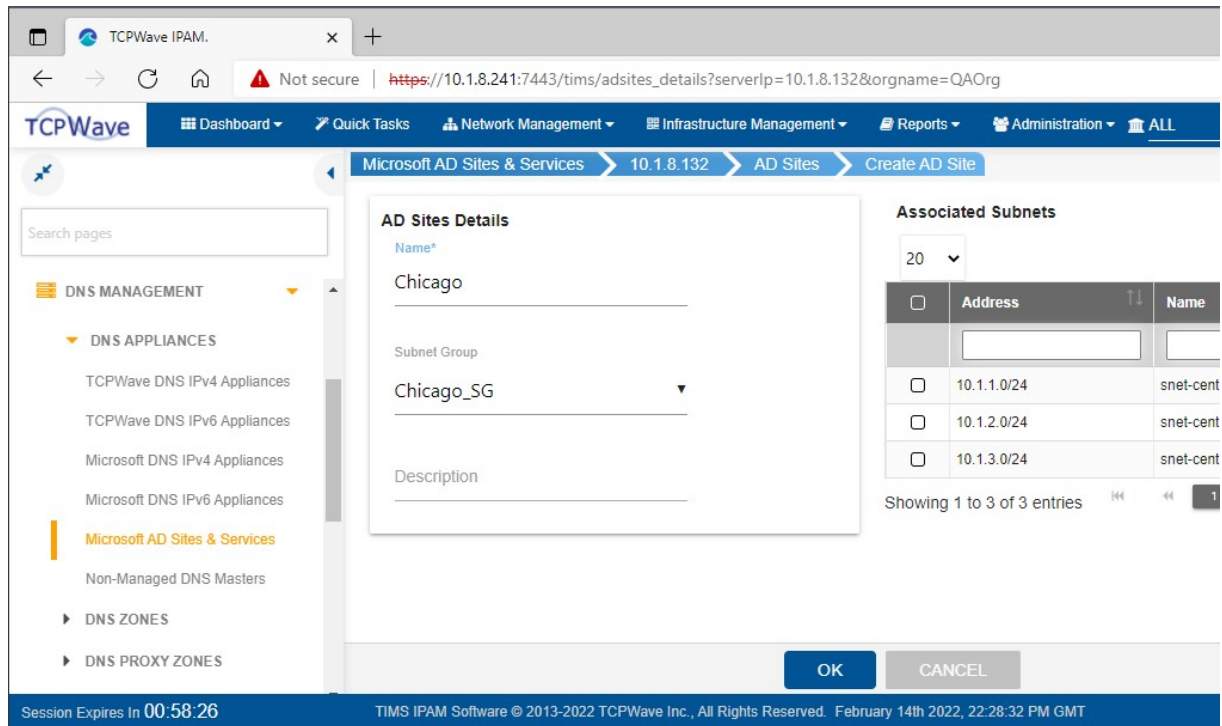 TCPWave IPAM.
Not secure | https://10.1.8.241:7443/tims/adsites_details?serverIp=10.1.8.132&orgname=QAOrg
TCPWave Dashboard Quick Tasks Network Management Infrastructure Management Reports Administration ALL
Microsoft AD Sites & Services 10.1.8.132 AD Sites Create AD Site
Search pages
DNS MANAGEMENT
DNS APPLIANCES
TCPWave DNS IPv4 Appliances
TCPWave DNS IPv6 Appliances
Microsoft DNS IPv4 Appliances
Microsoft DNS IPv6 Appliances
Microsoft AD Sites & Services
Non-Managed DNS Masters
DNS ZONES
DNS PROXY ZONES
AD Sites Details
Name*
Chicago
Subnet Group
Chicago_SG
Description
Associated Subnets
20
Address Name
10.1.1.0/24 snet-cent
10.1.2.0/24 snet-cent
10.1.3.0/24 snet-cent
Showing 1 to 3 of 3 entries 1
OK CANCEL
Session Expires In 00:58:26 TIMS IPAM Software © 2013-2022 TCPWave Inc., All Rights Reserved. February 14th 2022, 22:28:32 PM GMT